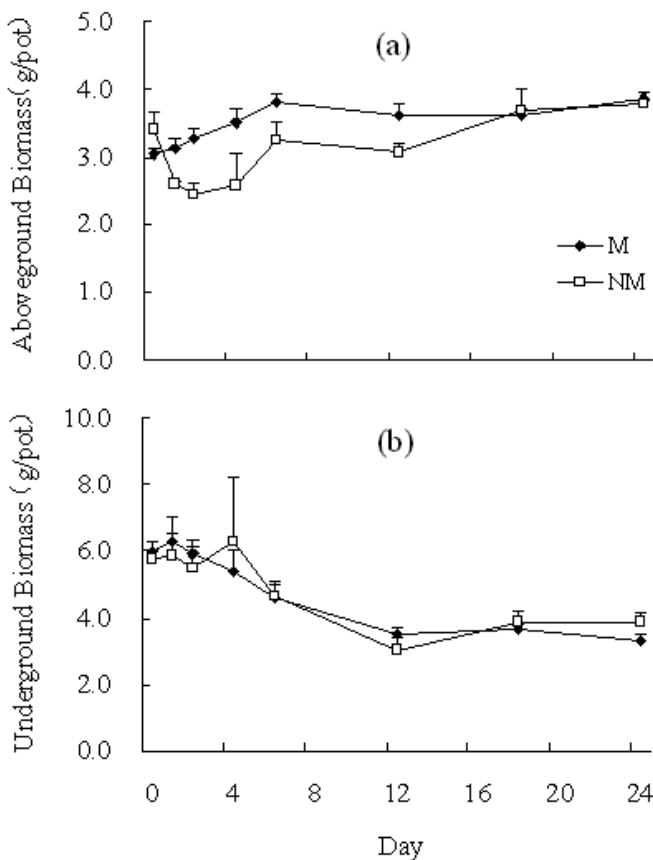 (a)
Aboveground Biomass(g/pot)
5.0
4.0
3.0
2.0
1.0
0.0
M
NM
(b)
Underground Biomass (g/pot)
10.0
8.0
6.0
4.0
2.0
0.0
0 4 8 12 16 20 24
Day